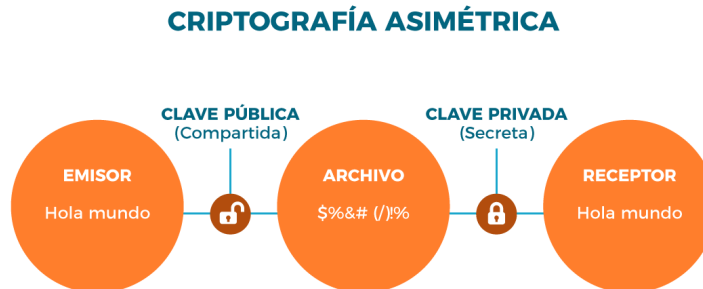 CRIPTOGRAFÍA ASIMÉTRICA
CLAVE PÚBLICA
(Compartida)
CLAVE PRIVADA
(Secreta)
EMISOR
Hola mundo
ARCHIVO
$%&# (/)!%
RECEPTOR
Hola mundo